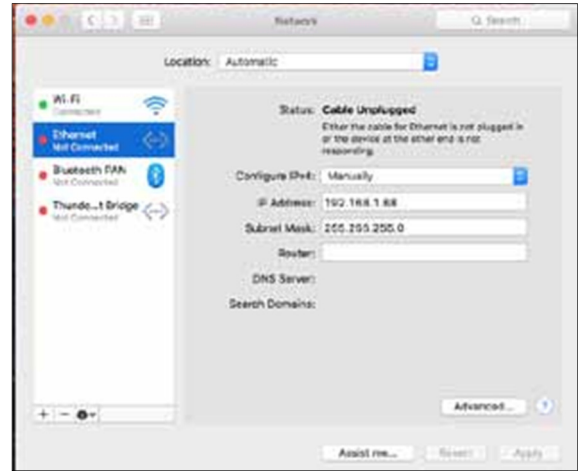 Network
Search
Location: Automatic
Wi-Fi
Connected
Ethernet
Not Connected
Bluetooth PAN
Not Connected
Thunde...t Bridge
Not Connected
Status: Cable Unplugged
Either the cable for Ethernet is not plugged in
or the device at the other end is not
responding.
Configure IPv4: Manually
IP Address: 192.168.1.88
Subnet Mask: 255.255.255.0
Router:
DNS Server:
Search Domains:
Advanced...
?
Assist me...
Revert
Apply